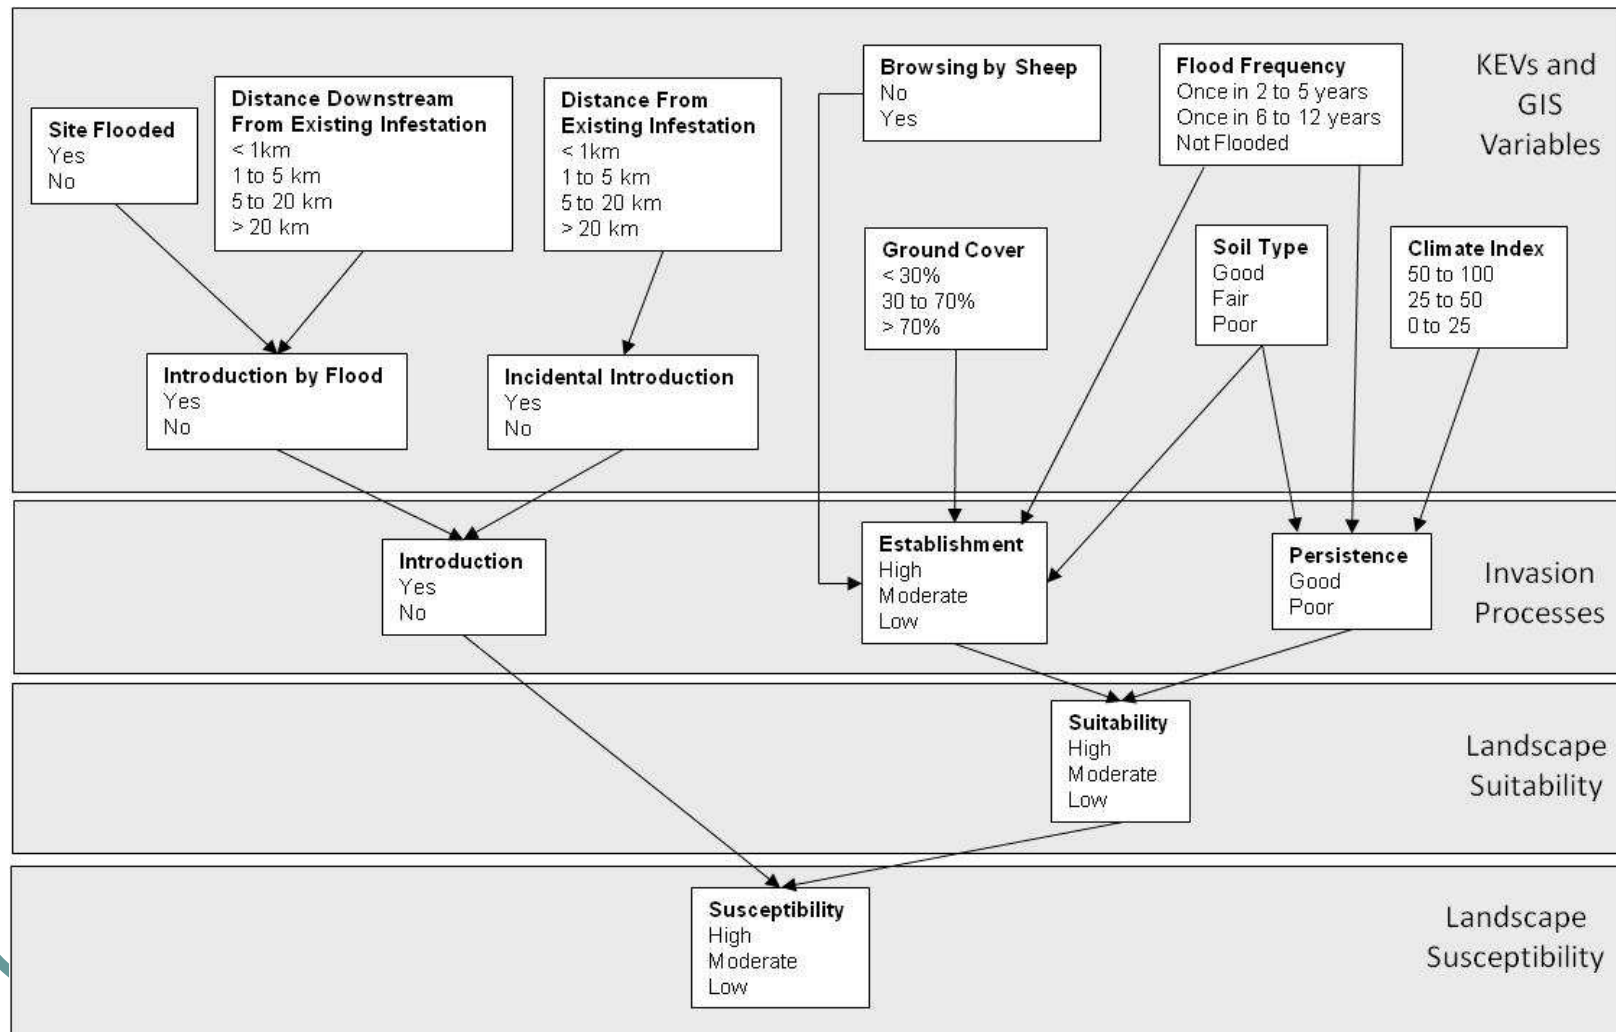 KEVs and
GIS
Variables
Site Flooded
Yes
No
Distance Downstream
From Existing Infestation
< 1km
1 to 5 km
5 to 20 km
> 20 km
Distance From
Existing Infestation
< 1km
1 to 5 km
5 to 20 km
> 20 km
Browsing by Sheep
No
Yes
Flood Frequency
Once in 2 to 5 years
Once in 6 to 12 years
Not Flooded
Ground Cover
< 30%
30 to 70%
> 70%
Soil Type
Good
Fair
Poor
Climate Index
50 to 100
25 to 50
0 to 25
Introduction by Flood
Yes
No
Incidental Introduction
Yes
No
Introduction
Yes
No
Establishment
High
Moderate
Low
Persistence
Good
Poor
Invasion
Processes
Suitability
High
Moderate
Low
Landscape
Suitability
Susceptibility
High
Moderate
Low
Landscape
Susceptibility